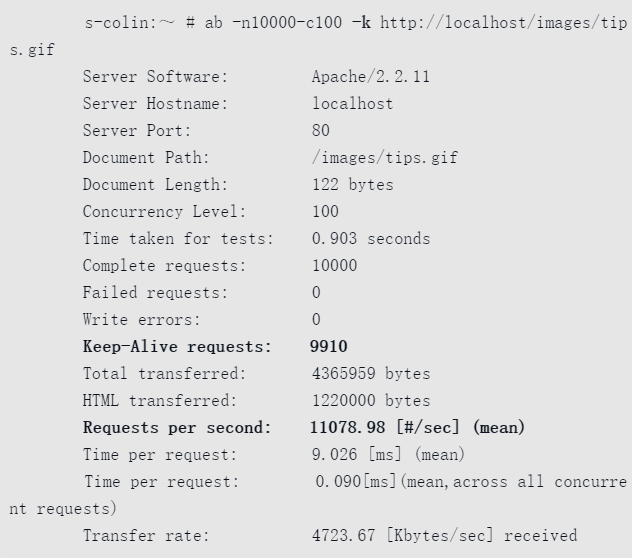 s-colin:~ # ab -n10000-c100 -k http://localhost/images/tip
s.gif
Server Software: Apache/2.2.11
Server Hostname: localhost
Server Port: 80
Document Path: /images/tips.gif
Document Length: 122 bytes
Concurrency Level: 100
Time taken for tests: 0.903 seconds
Complete requests: 10000
Failed requests: 0
Write errors: 0
Keep-Alive requests: 9910
Total transferred: 4365959 bytes
HTML transferred: 1220000 bytes
Requests per second: 11078.98 [#/sec] (mean)
Time per request: 9.026 [ms] (mean)
Time per request: 0.090[ms](mean,across all concurre
nt requests)
Transfer rate: 4723.67 [Kbytes/sec] received